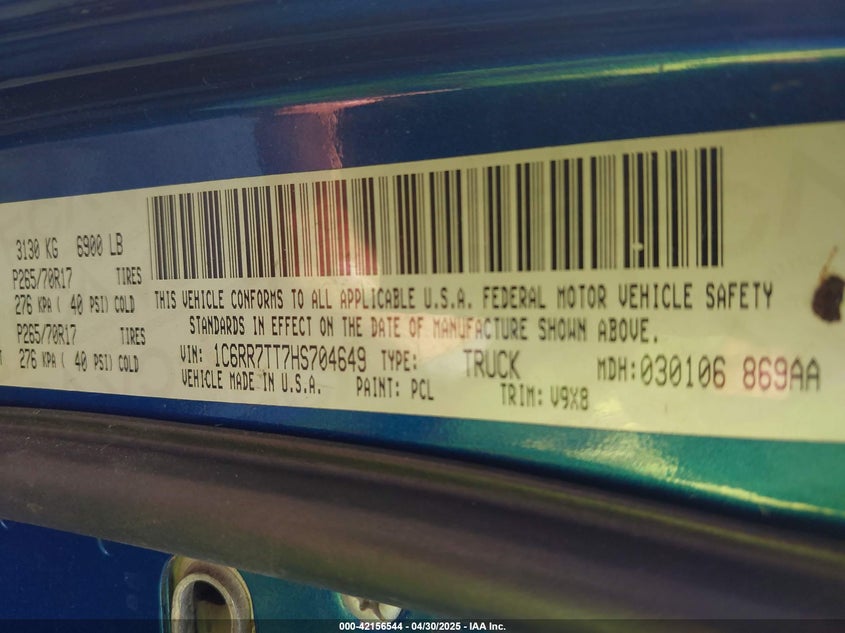 3130 KG 6900 LB
P265/70R17 TIRES
276 KPA ( 40 PSI) COLD
P265/70R17 TIRES
276 KPA ( 40 PSI) COLD
THIS VEHICLE CONFORMS TO ALL APPLICABLE U.S.A. FEDERAL MOTOR VEHICLE SAFETY
STANDARDS IN EFFECT ON THE DATE OF MANUFACTURE SHOWN ABOVE.
VIN: 1C6RR7TT7HS704649 TYPE: TRUCK MDH:030106 869AA
VEHICLE MADE IN U.S.A. PAINT: PCL TRIM: V9X8
000-42156544 - 04/30/2025 - IAA Inc.